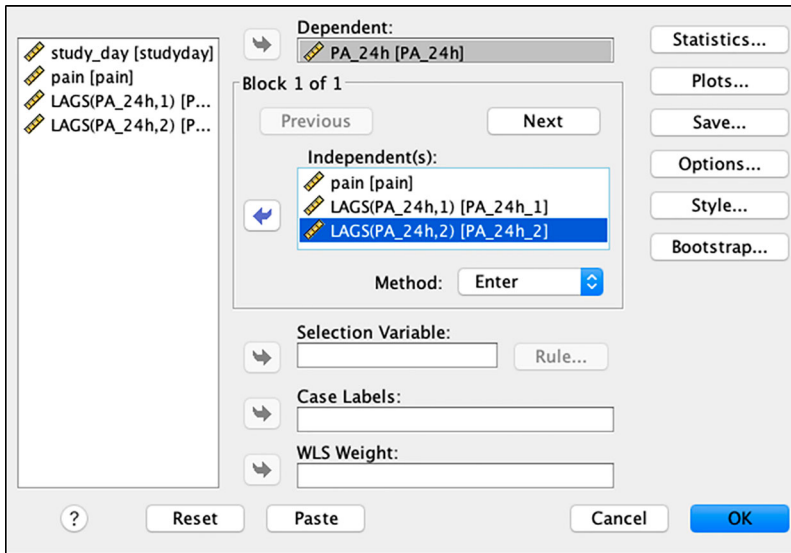 study_day [studyday]
pain [pain]
LAGS(PA_24h,1) [P...
LAGS(PA_24h,2) [P...
Dependent:
PA_24h [PA_24h]
Block 1 of 1
Previous
Next
Independent(s):
pain [pain]
LAGS(PA_24h,1) [PA_24h_1]
LAGS(PA_24h,2) [PA_24h_2]
Method:
Enter
Selection Variable:
Rule...
Case Labels:
WLS Weight:
Statistics...
Plots...
Save...
Options...
Style...
Bootstrap...
?
Reset
Paste
Cancel
OK